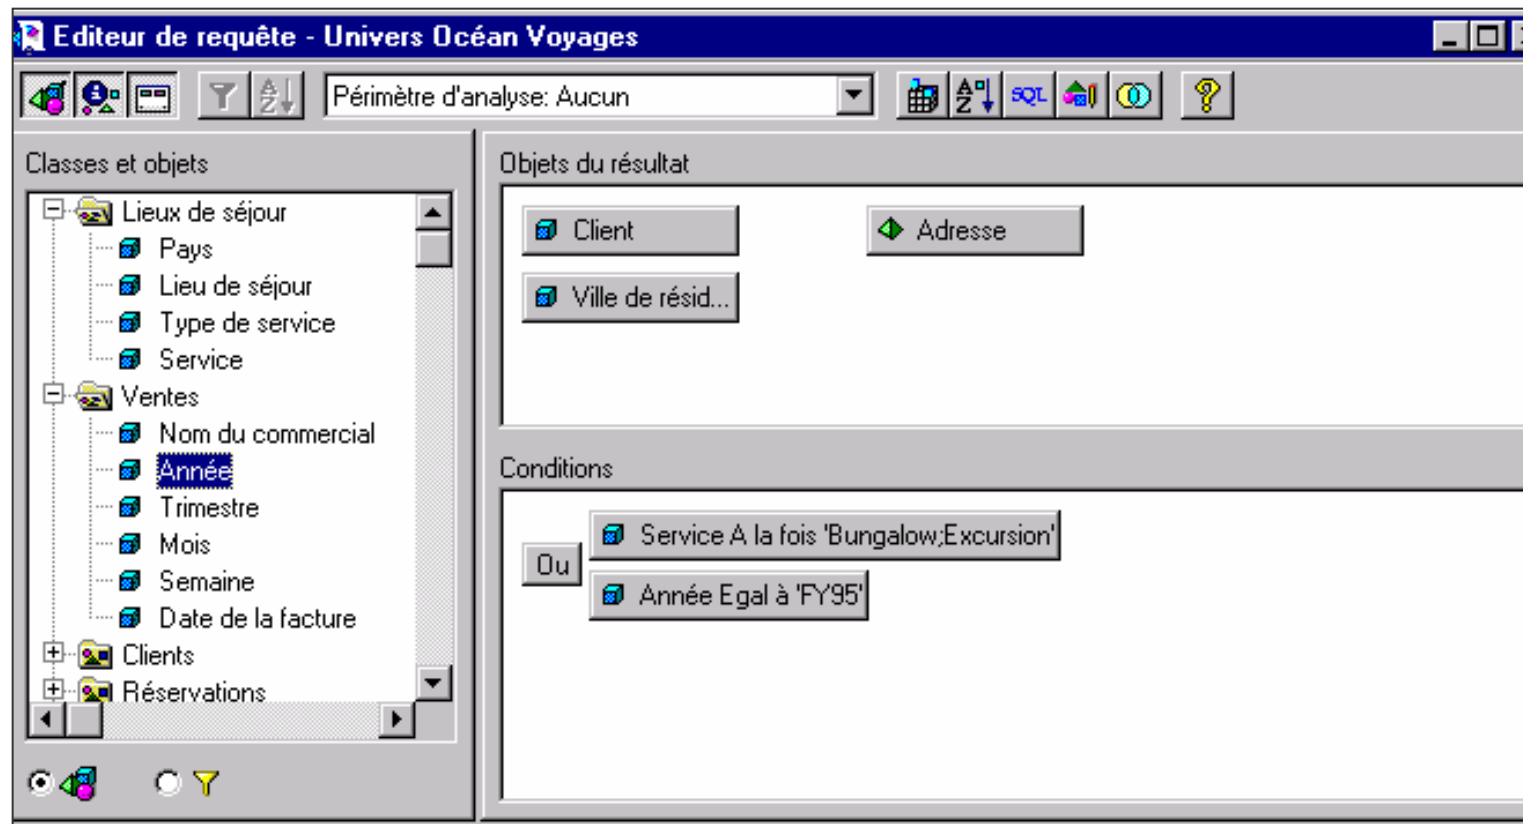 Editeur de requête - Univers Océan Voyages
Périmètre d'analyse: Aucun
SQL
Classes et objets
Lieux de séjour
Pays
Lieu de séjour
Type de service
Service
Ventes
Nom du commercial
Année
Trimestre
Mois
Semaine
Date de la facture
Clients
Réservations
Objets du résultat
Client
Adresse
Ville de résid...
Conditions
Ou
Service A la fois 'Bungalow;Excursion'
Année Egal à 'FY95'